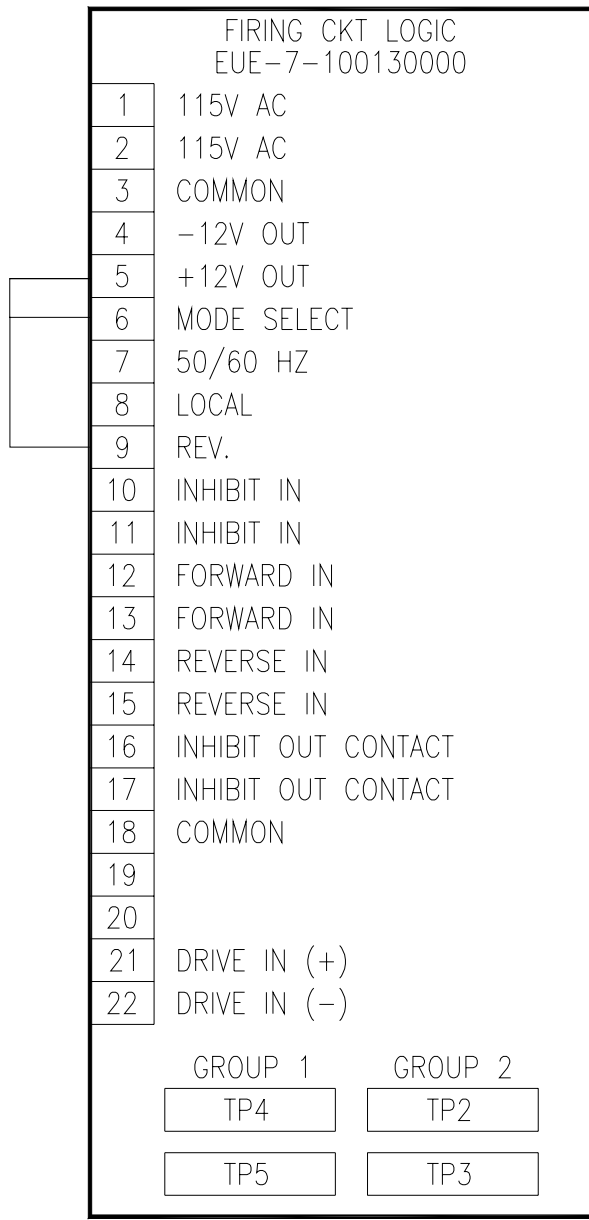 FIRING CKT LOGIC
EUE-7-100130000
1 115V AC
2 115V AC
3 COMMON
4 -12V OUT
5 +12V OUT
6 MODE SELECT
7 50/60 HZ
8 LOCAL
9 REV.
10 INHIBIT IN
11 INHIBIT IN
12 FORWARD IN
13 FORWARD IN
14 REVERSE IN
15 REVERSE IN
16 INHIBIT OUT CONTACT
17 INHIBIT OUT CONTACT
18 COMMON
19
20
21 DRIVE IN (+)
22 DRIVE IN (-)
GROUP 1 GROUP 2
TP4 TP2
TP5 TP3